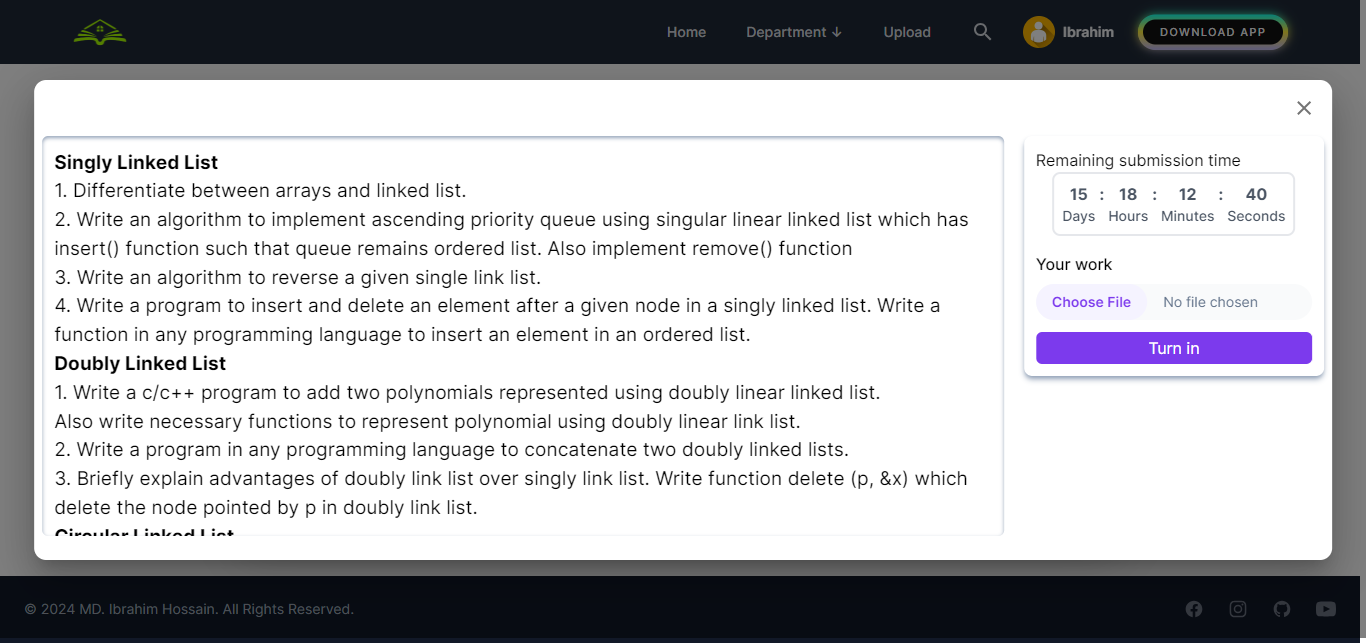 Home
Department ↓
Upload
Ibrahim
DOWNLOAD APP
Singly Linked List
1. Differentiate between arrays and linked list.
2. Write an algorithm to implement ascending priority queue using singular linear linked list which has
insert() function such that queue remains ordered list. Also implement remove() function
3. Write an algorithm to reverse a given single link list.
4. Write a program to insert and delete an element after a given node in a singly linked list. Write a
function in any programming language to insert an element in an ordered list.
Doubly Linked List
1. Write a c/c++ program to add two polynomials represented using doubly linear linked list.
Also write necessary functions to represent polynomial using doubly linear link list.
2. Write a program in any programming language to concatenate two doubly linked lists.
3. Briefly explain advantages of doubly link list over singly link list. Write function delete (p, &x) which
delete the node pointed by p in doubly link list.
Circular Linked List
Remaining submission time
15 : 18 : 12 : 40
Days Hours Minutes Seconds
Your work
Choose File No file chosen
Turn in
© 2024 MD. Ibrahim Hossain. All Rights Reserved.